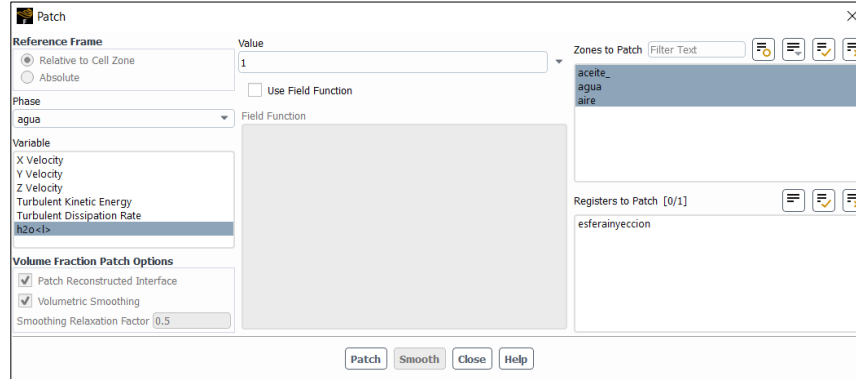 Patch
Reference Frame
Relative to Cell Zone
Absolute
Phase
agua
Variable
X Velocity
Y Velocity
Z Velocity
Turbulent Kinetic Energy
Turbulent Dissipation Rate
h2o<l>
Volume Fraction Patch Options
Patch Reconstructed Interface
Volumetric Smoothing
Smoothing Relaxation Factor 0.5
Value
1
Use Field Function
Field Function
Zones to Patch Filter Text
aceite_
agua
aire
Registers to Patch [0/1]
esferainyeccion
Patch Smooth Close Help